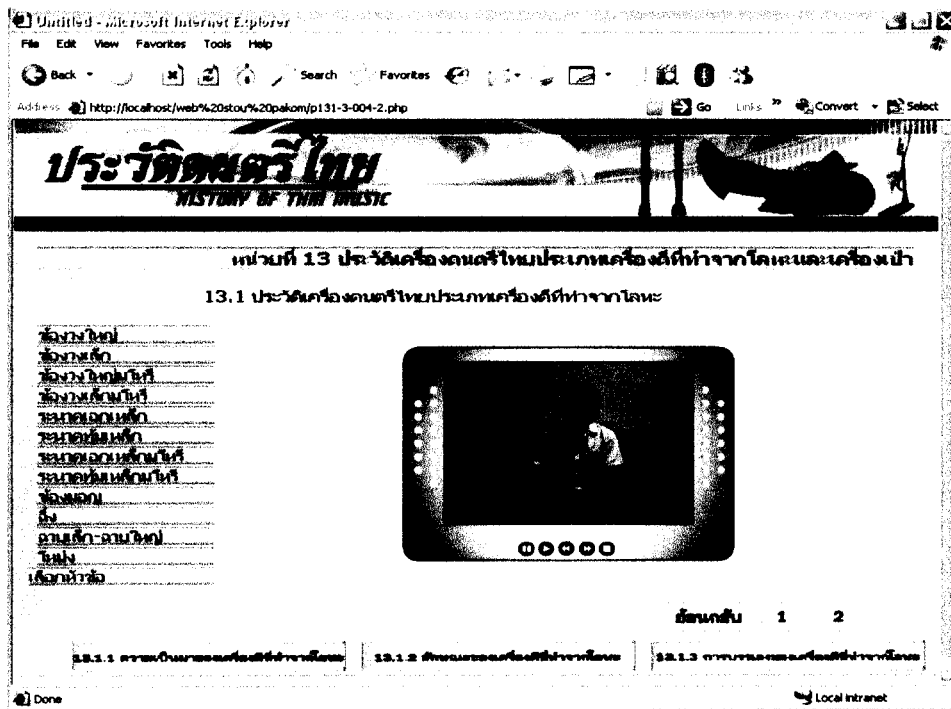 Untitled - Microsoft Internet Explorer
File Edit View Favorites Tools Help
Back Search Favorites
Address http://localhost/web%20stou%20pakom/p131-3-004-2.php Go Links » Convert Select
ประวัติดนตรีไทย
HISTORY OF THAI MUSIC
หน่วยที่ 13 ประวัติเครื่องดนตรีไทยประเภทเครื่องตีที่ทำจากโลหะและเครื่องเป่า
13.1 ประวัติเครื่องดนตรีไทยประเภทเครื่องตีที่ทำจากโลหะ
ฆ้องวงใหญ่
ฆ้องวงเล็ก
ฆ้องวงใหญ่มโหรี
ฆ้องวงเล็กมโหรี
ระนาดเอกเหล็ก
ระนาดทุ้มเหล็ก
ระนาดเอกเหล็กมโหรี
ระนาดทุ้มเหล็กมโหรี
ฆ้องมอญ
ฉิ่ง
ฉาบเล็ก-ฉาบใหญ่
โหม่ง
เลือกหัวข้อ
ย้อนกลับ 1 2
13.1.1 ความเป็นมาของเครื่องตีที่ทำจากโลหะ
13.1.2 ลักษณะของเครื่องตีที่ทำจากโลหะ
13.1.3 การบรรเลงของเครื่องตีที่ทำจากโลหะ
Done Local intranet